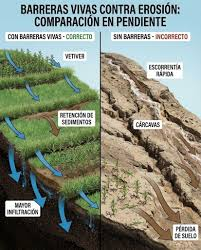 BARRERAS VIVAS CONTRA EROSIÓN:
COMPARACIÓN EN PENDIENTE
CON BARRERAS VIVAS - CORRECTO
SIN BARRERAS - INCORRECTO
VETIVER
ESCORRENTÍA
RÁPIDA
RETENCIÓN DE
SEDIMENTOS
CÁRCAVAS
MAYOR
INFILTRACIÓN
PÉRDIDA
DE SUELO